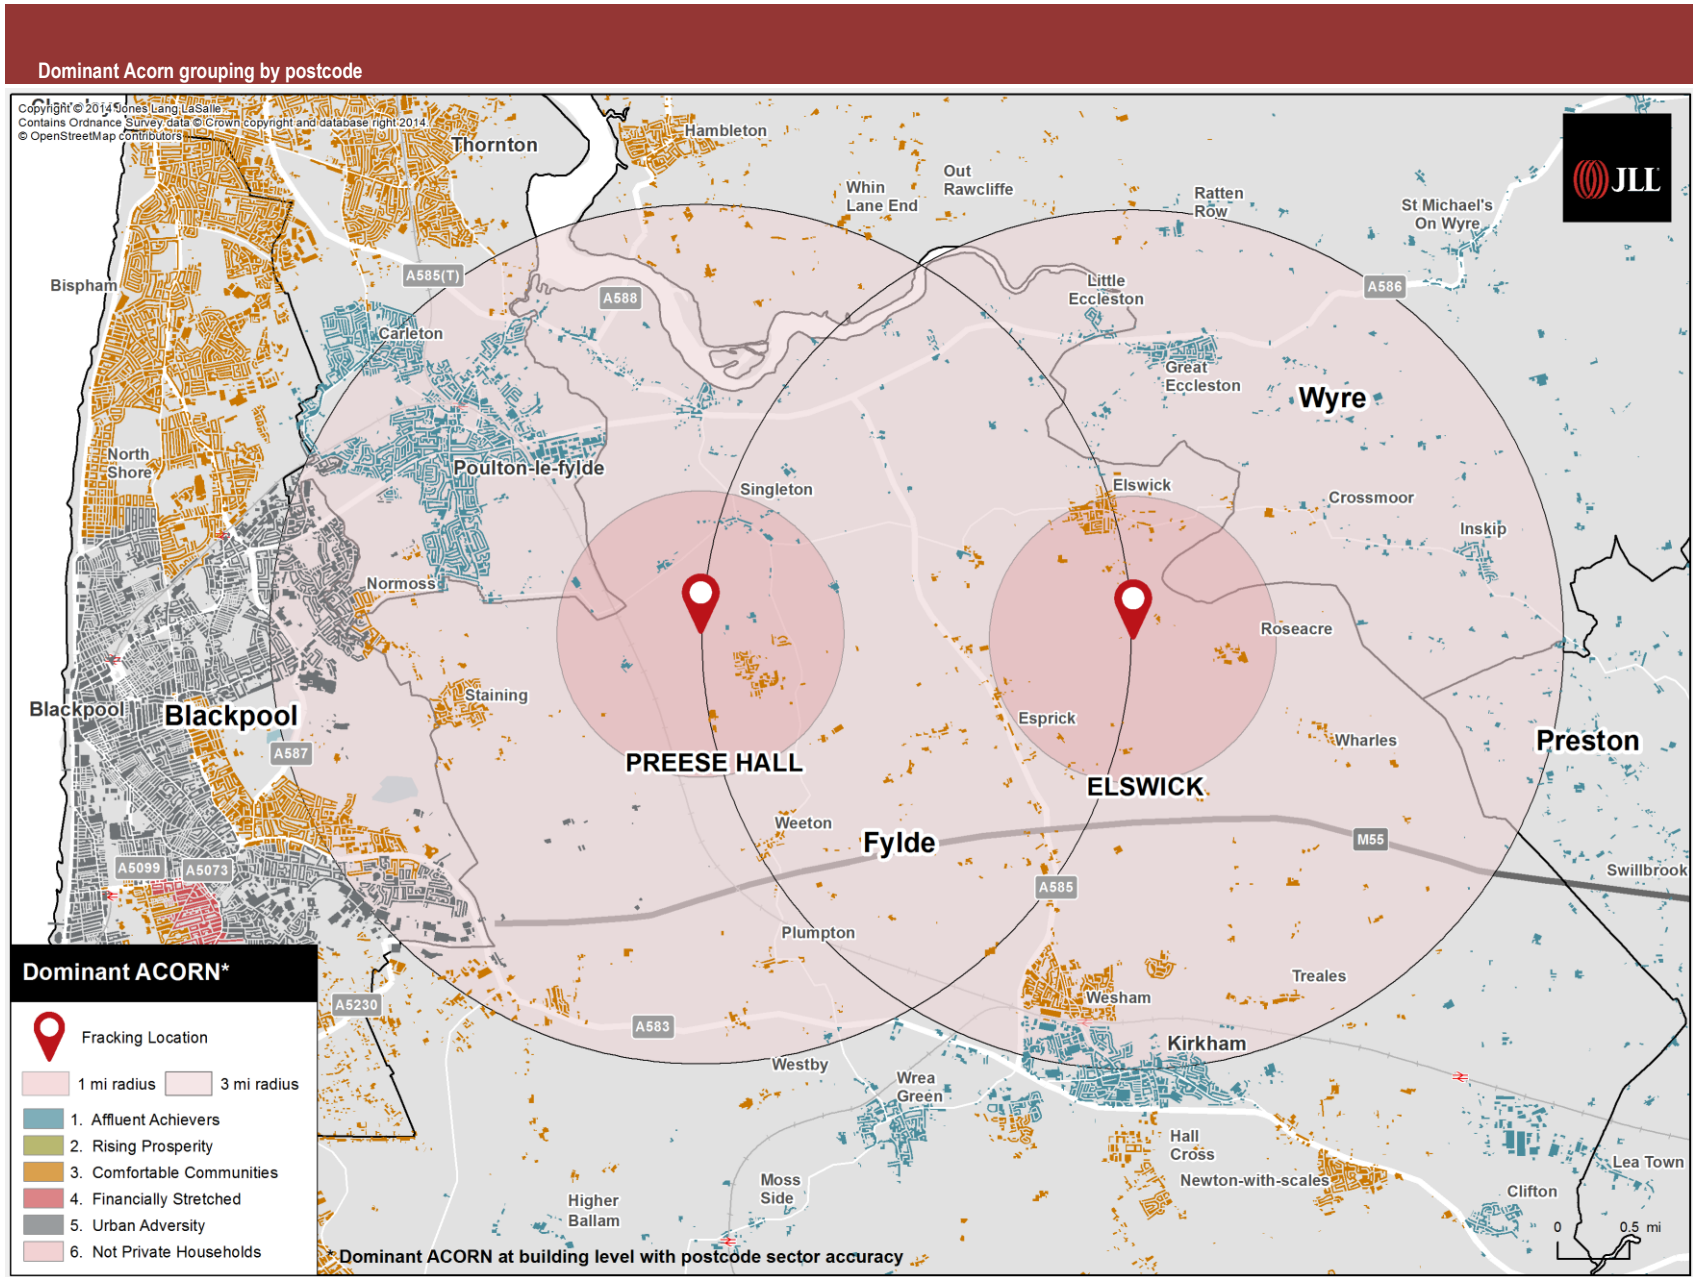 Dominant Acorn grouping by postcode
Copyright © 2014 Jones Lang LaSalle
Contains Ordnance Survey data © Crown copyright and database right 2014
© OpenStreetMap contributors
JLL
Thornton
Hambleton
Out
Rawcliffe
Whin
Lane End
Ratten
Row
St Michael's
On Wyre
Bispham
A585(T)
A588
Little
Eccleston
A586
Carleton
Great
Eccleston
Wyre
North
Shore
Poulton-le-fylde
Singleton
Elswick
Crossmoor
Inskip
Normoss
Roseacre
Staining
Blackpool
Blackpool
Esprick
Wharles
Preston
A587
PREESE HALL
ELSWICK
Weeton
Fylde
M55
A5099
A5073
A585
Swillbrook
Plumpton
Treales
Wesham
A5230
A583
Kirkham
Westby
Wrea
Green
Hall
Cross
Newton-with-scales
Lea Town
Moss
Side
Higher
Ballam
Clifton
0
0.5 mi
Dominant ACORN*
Fracking Location
1 mi radius
3 mi radius
1. Affluent Achievers
2. Rising Prosperity
3. Comfortable Communities
4. Financially Stretched
5. Urban Adversity
6. Not Private Households
* Dominant ACORN at building level with postcode sector accuracy